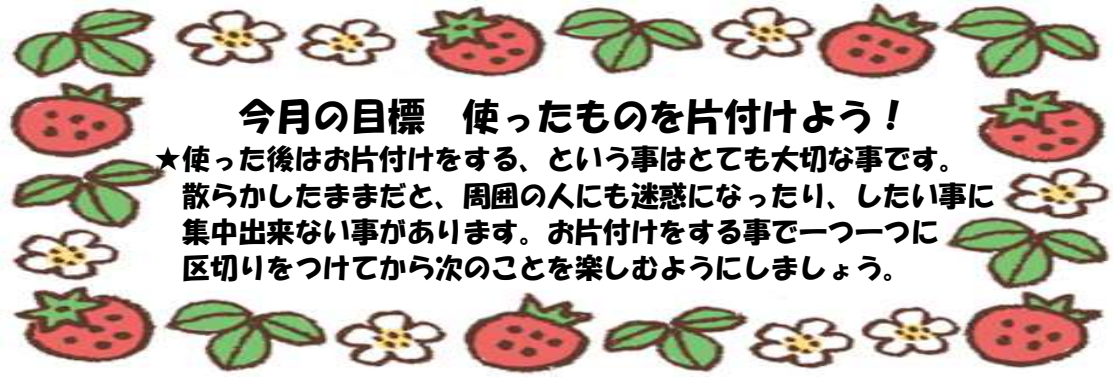 今月の目標　使ったものを片付けよう！
★使った後はお片付けをする、という事はとても大切な事です。
散らかしたままだと、周囲の人にも迷惑になったり、したい事に
集中出来ない事があります。お片付けをする事で一つ一つに
区切りをつけてから次のことを楽しむようにしましょう。